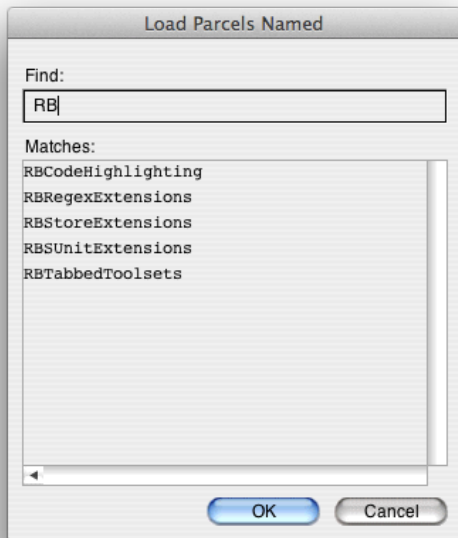 Load Parcels Named
Find:
RB
Matches:
RBCodeHighlighting
RBRegexExtensions
RBStoreExtensions
RBSUnitExtensions
RBTabbedToolsets
OK
Cancel